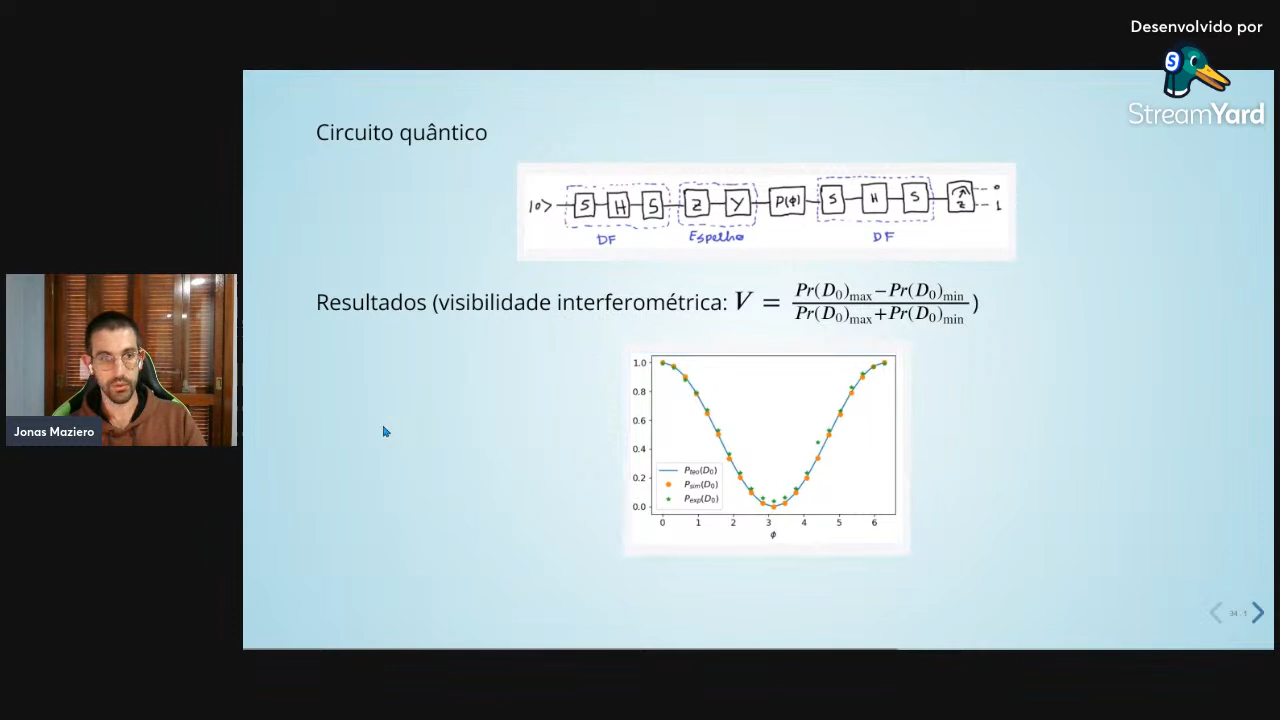 Desenvolvido por
S
StreamYard
Circuito quântico
|0> S H S Z Y P(ϕ) S H S Z 0 1
DF Espelho DF
Resultados (visibilidade interferométrica: V = Pr(D₀)max−Pr(D₀)min / Pr(D₀)max+Pr(D₀)min)
1.0
0.8
0.6
0.4
0.2
0.0
Pteo(D₀)
Psim(D₀)
Pexp(D₀)
0 1 2 3 4 5 6
ϕ
Jonas Maziero